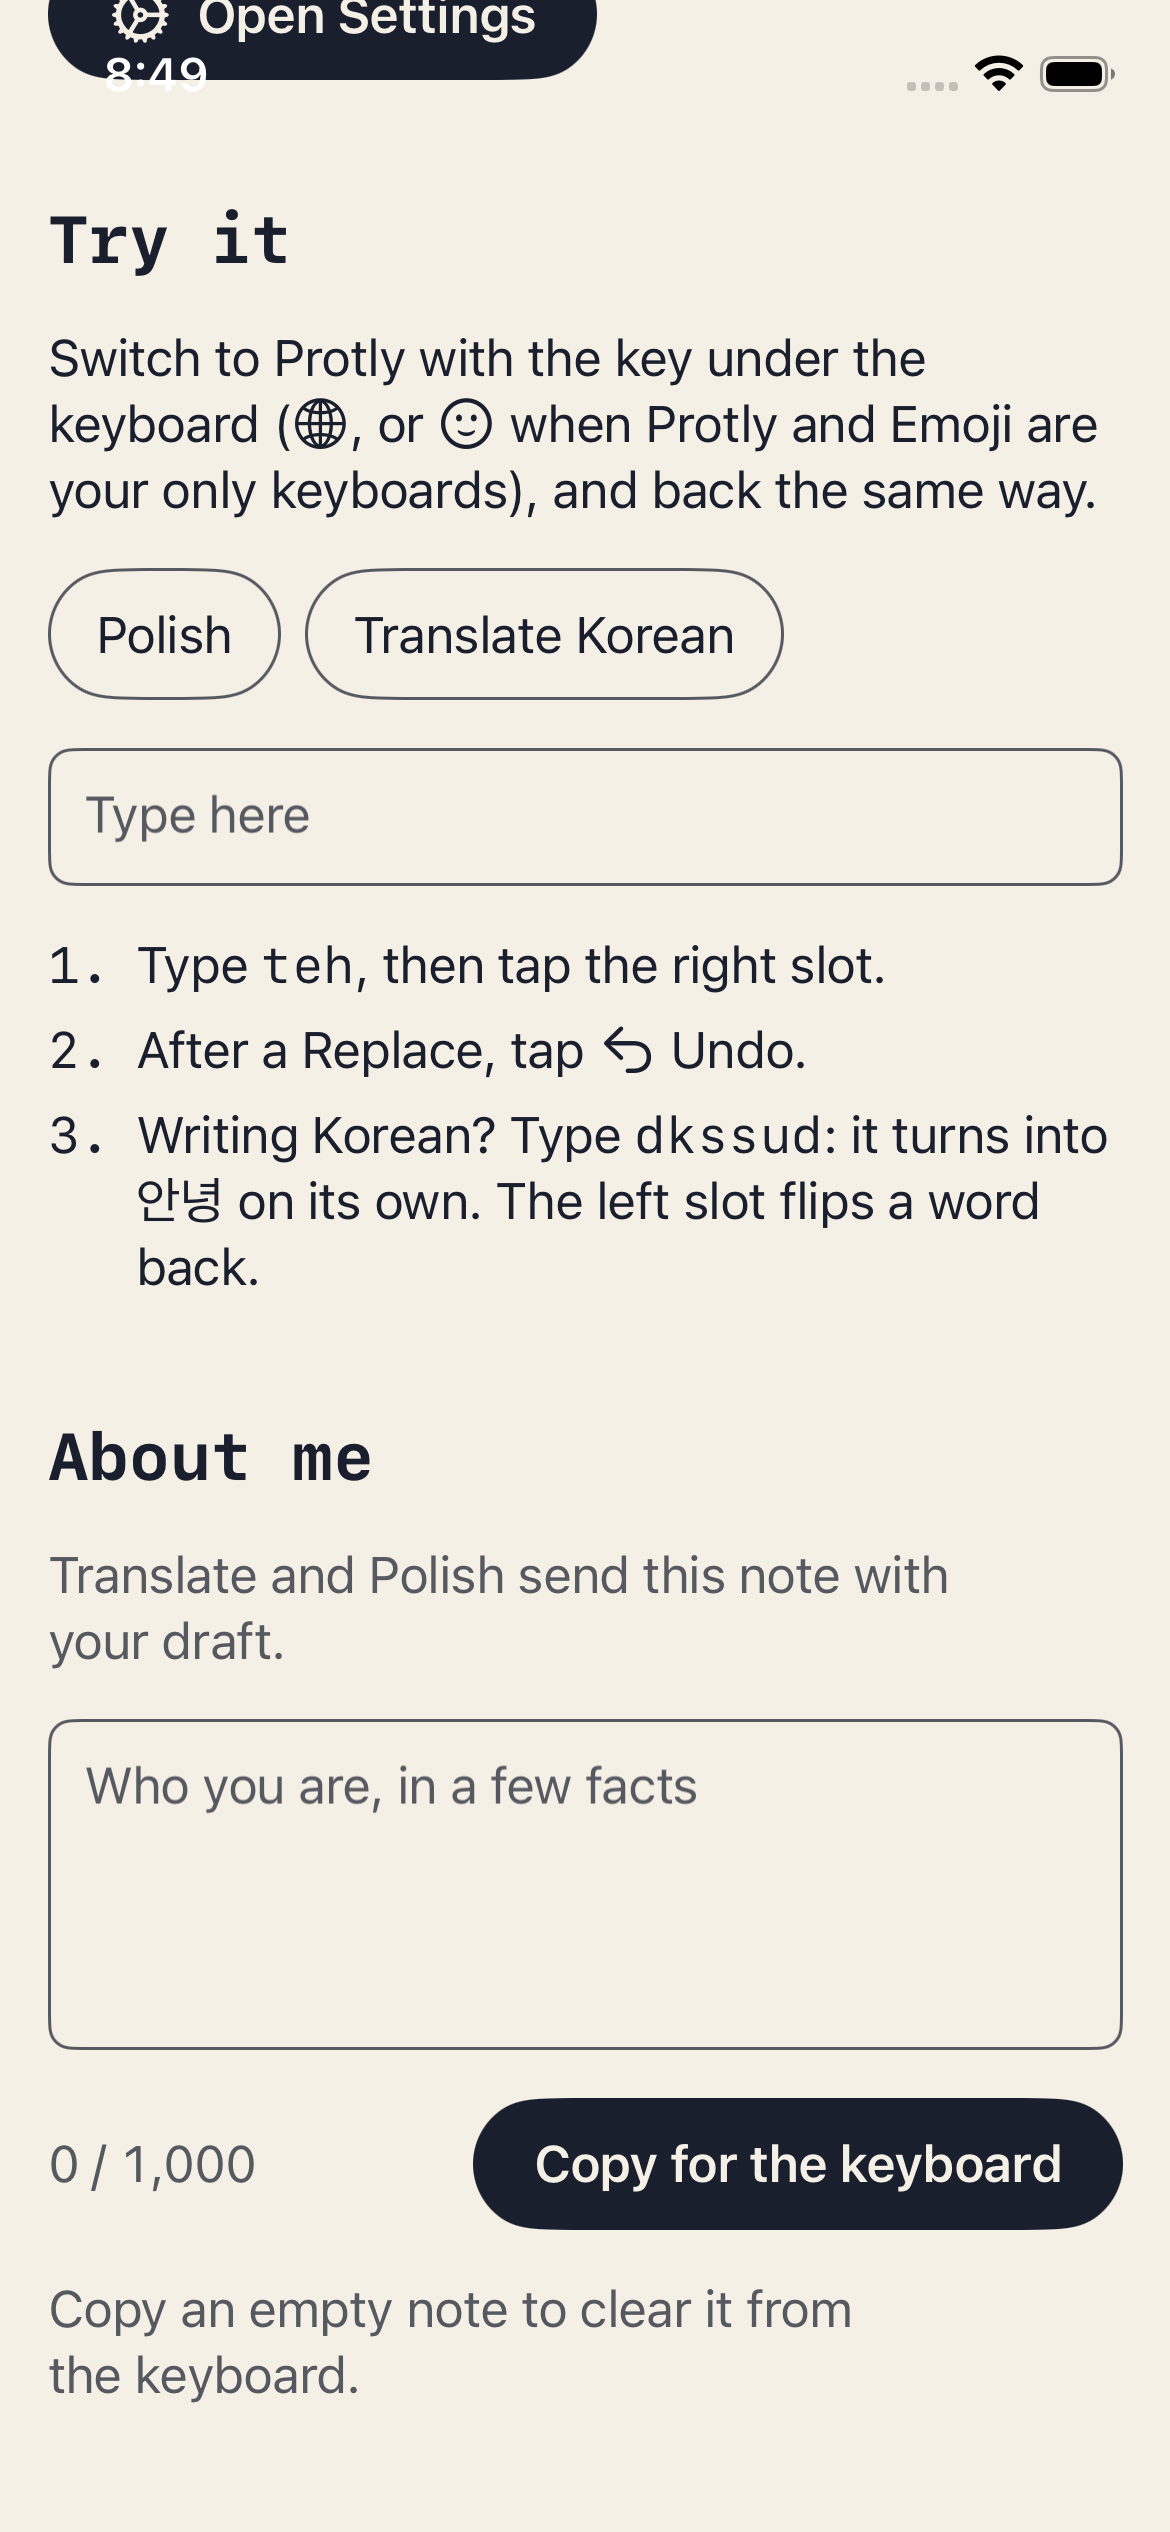 Open Settings
8:49
Try it
Switch to Protly with the key under the
keyboard (🌐, or ☺ when Protly and Emoji are
your only keyboards), and back the same way.
Polish
Translate Korean
Type here
1. Type teh, then tap the right slot.
2. After a Replace, tap ↩ Undo.
3. Writing Korean? Type dkssud: it turns into
안녕 on its own. The left slot flips a word
back.
About me
Translate and Polish send this note with
your draft.
Who you are, in a few facts
0 / 1,000
Copy for the keyboard
Copy an empty note to clear it from
the keyboard.